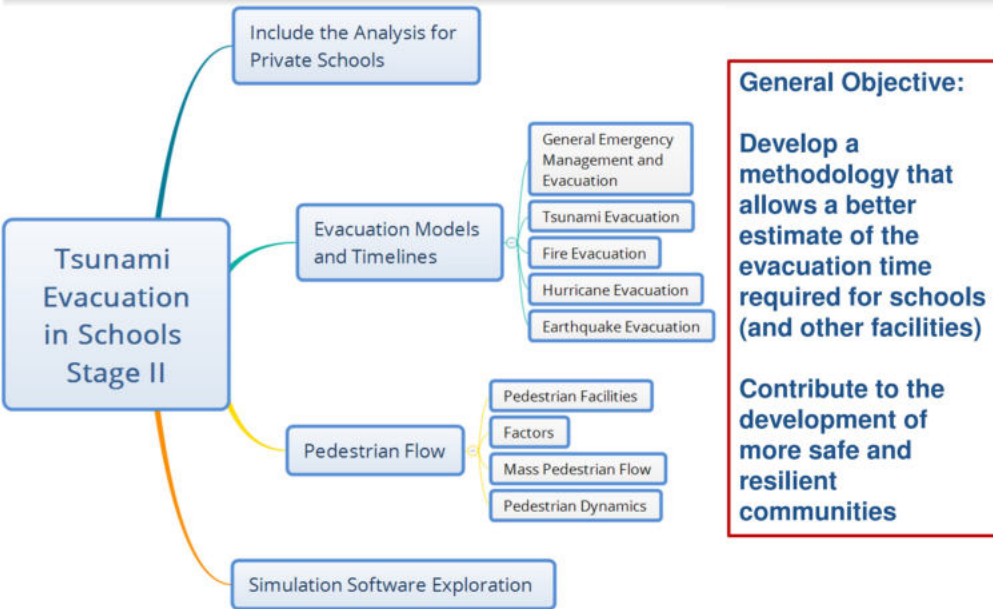 Include the Analysis for
Private Schools
Tsunami
Evacuation
in Schools
Stage II
Evacuation Models
and Timelines
General Emergency
Management and
Evacuation
Tsunami Evacuation
Fire Evacuation
Hurricane Evacuation
Earthquake Evacuation
Pedestrian Flow
Pedestrian Facilities
Factors
Mass Pedestrian Flow
Pedestrian Dynamics
Simulation Software Exploration
General Objective:
Develop a
methodology that
allows a better
estimate of the
evacuation time
required for schools
(and other facilities)
Contribute to the
development of
more safe and
resilient
communities